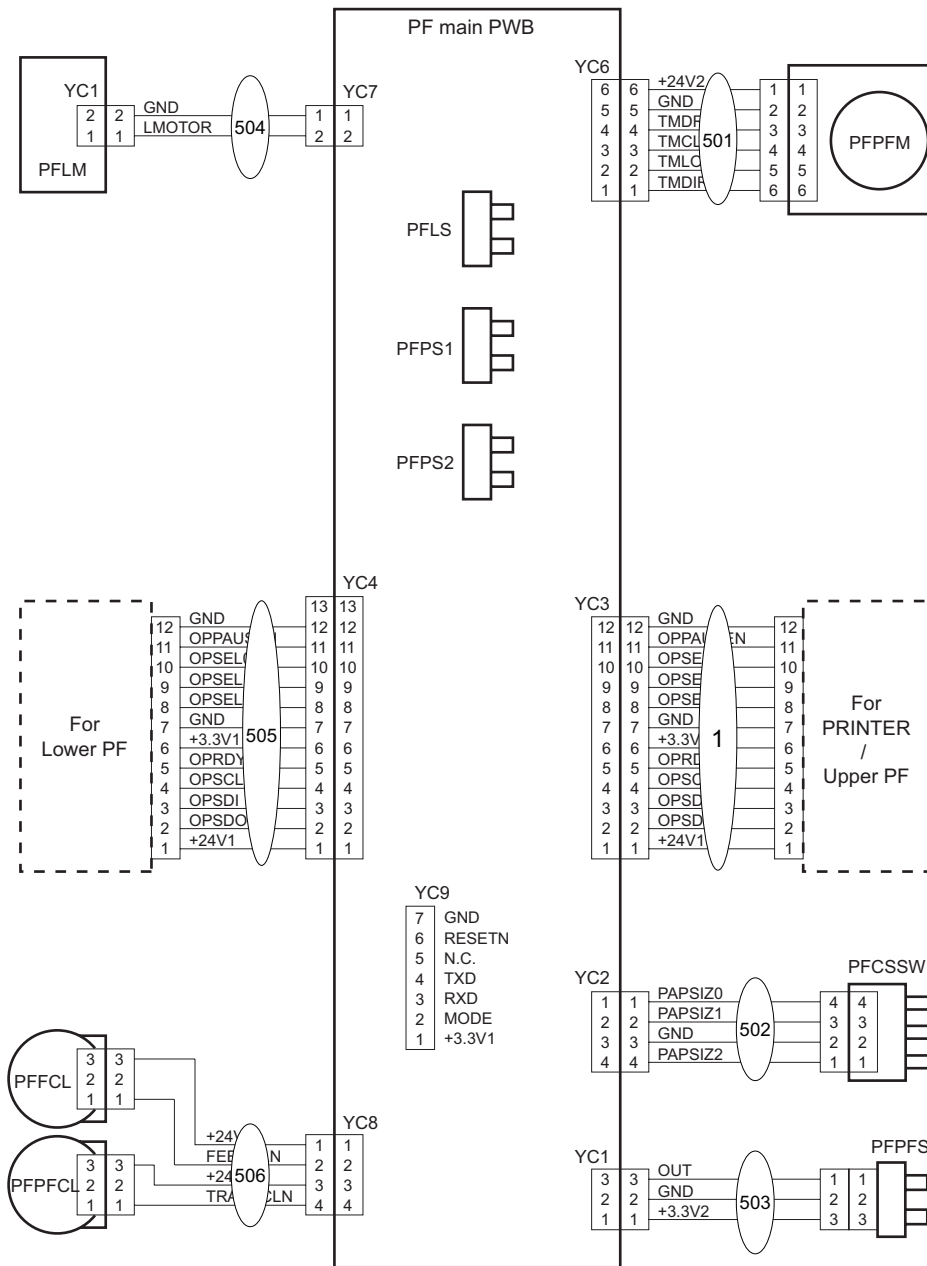 PF main PWB
YC1
2 2
1 1
PFLM
GND
LMOTOR
504
YC7
1 1
2 2
YC6
6 6
5 5
4 4
3 3
2 2
1 1
+24V2
GND
501
1 1
2 2
3 3
4 4
5 5
6 6
PFPFM
PFLS
PFPS1
PFPS2
For
Lower PF
12
11
10
9
8
7
6
5
4
3
2
1
GND
GND
+3.3V1
OPRDY
OPSDI
OPSDO
+24V1
505
YC4
13 13
12 12
11 11
10 10
9 9
8 8
7 7
6 6
5 5
4 4
3 3
2 2
1 1
YC3
12 12
11 11
10 10
9 9
8 8
7 7
6 6
5 5
4 4
3 3
2 2
1 1
GND
GND
+24V1
1
12
11
10
9
8
7
6
5
4
3
2
1
For
PRINTER
/
Upper PF
YC9
7 GND
6 RESETN
5 N.C.
4 TXD
3 RXD
2 MODE
1 +3.3V1
YC2
1 1
2 2
3 3
4 4
PAPSIZ0
PAPSIZ1
GND
PAPSIZ2
502
PFCSSW
4 4
3 3
2 2
1 1
PFFCL
3 3
2 2
1 1
PFPFCL
3 3
2 2
1 1
506
YC8
1 1
2 2
3 3
4 4
YC1
3 3
2 2
1 1
OUT
GND
+3.3V2
503
PFPFS
1 1
2 2
3 3